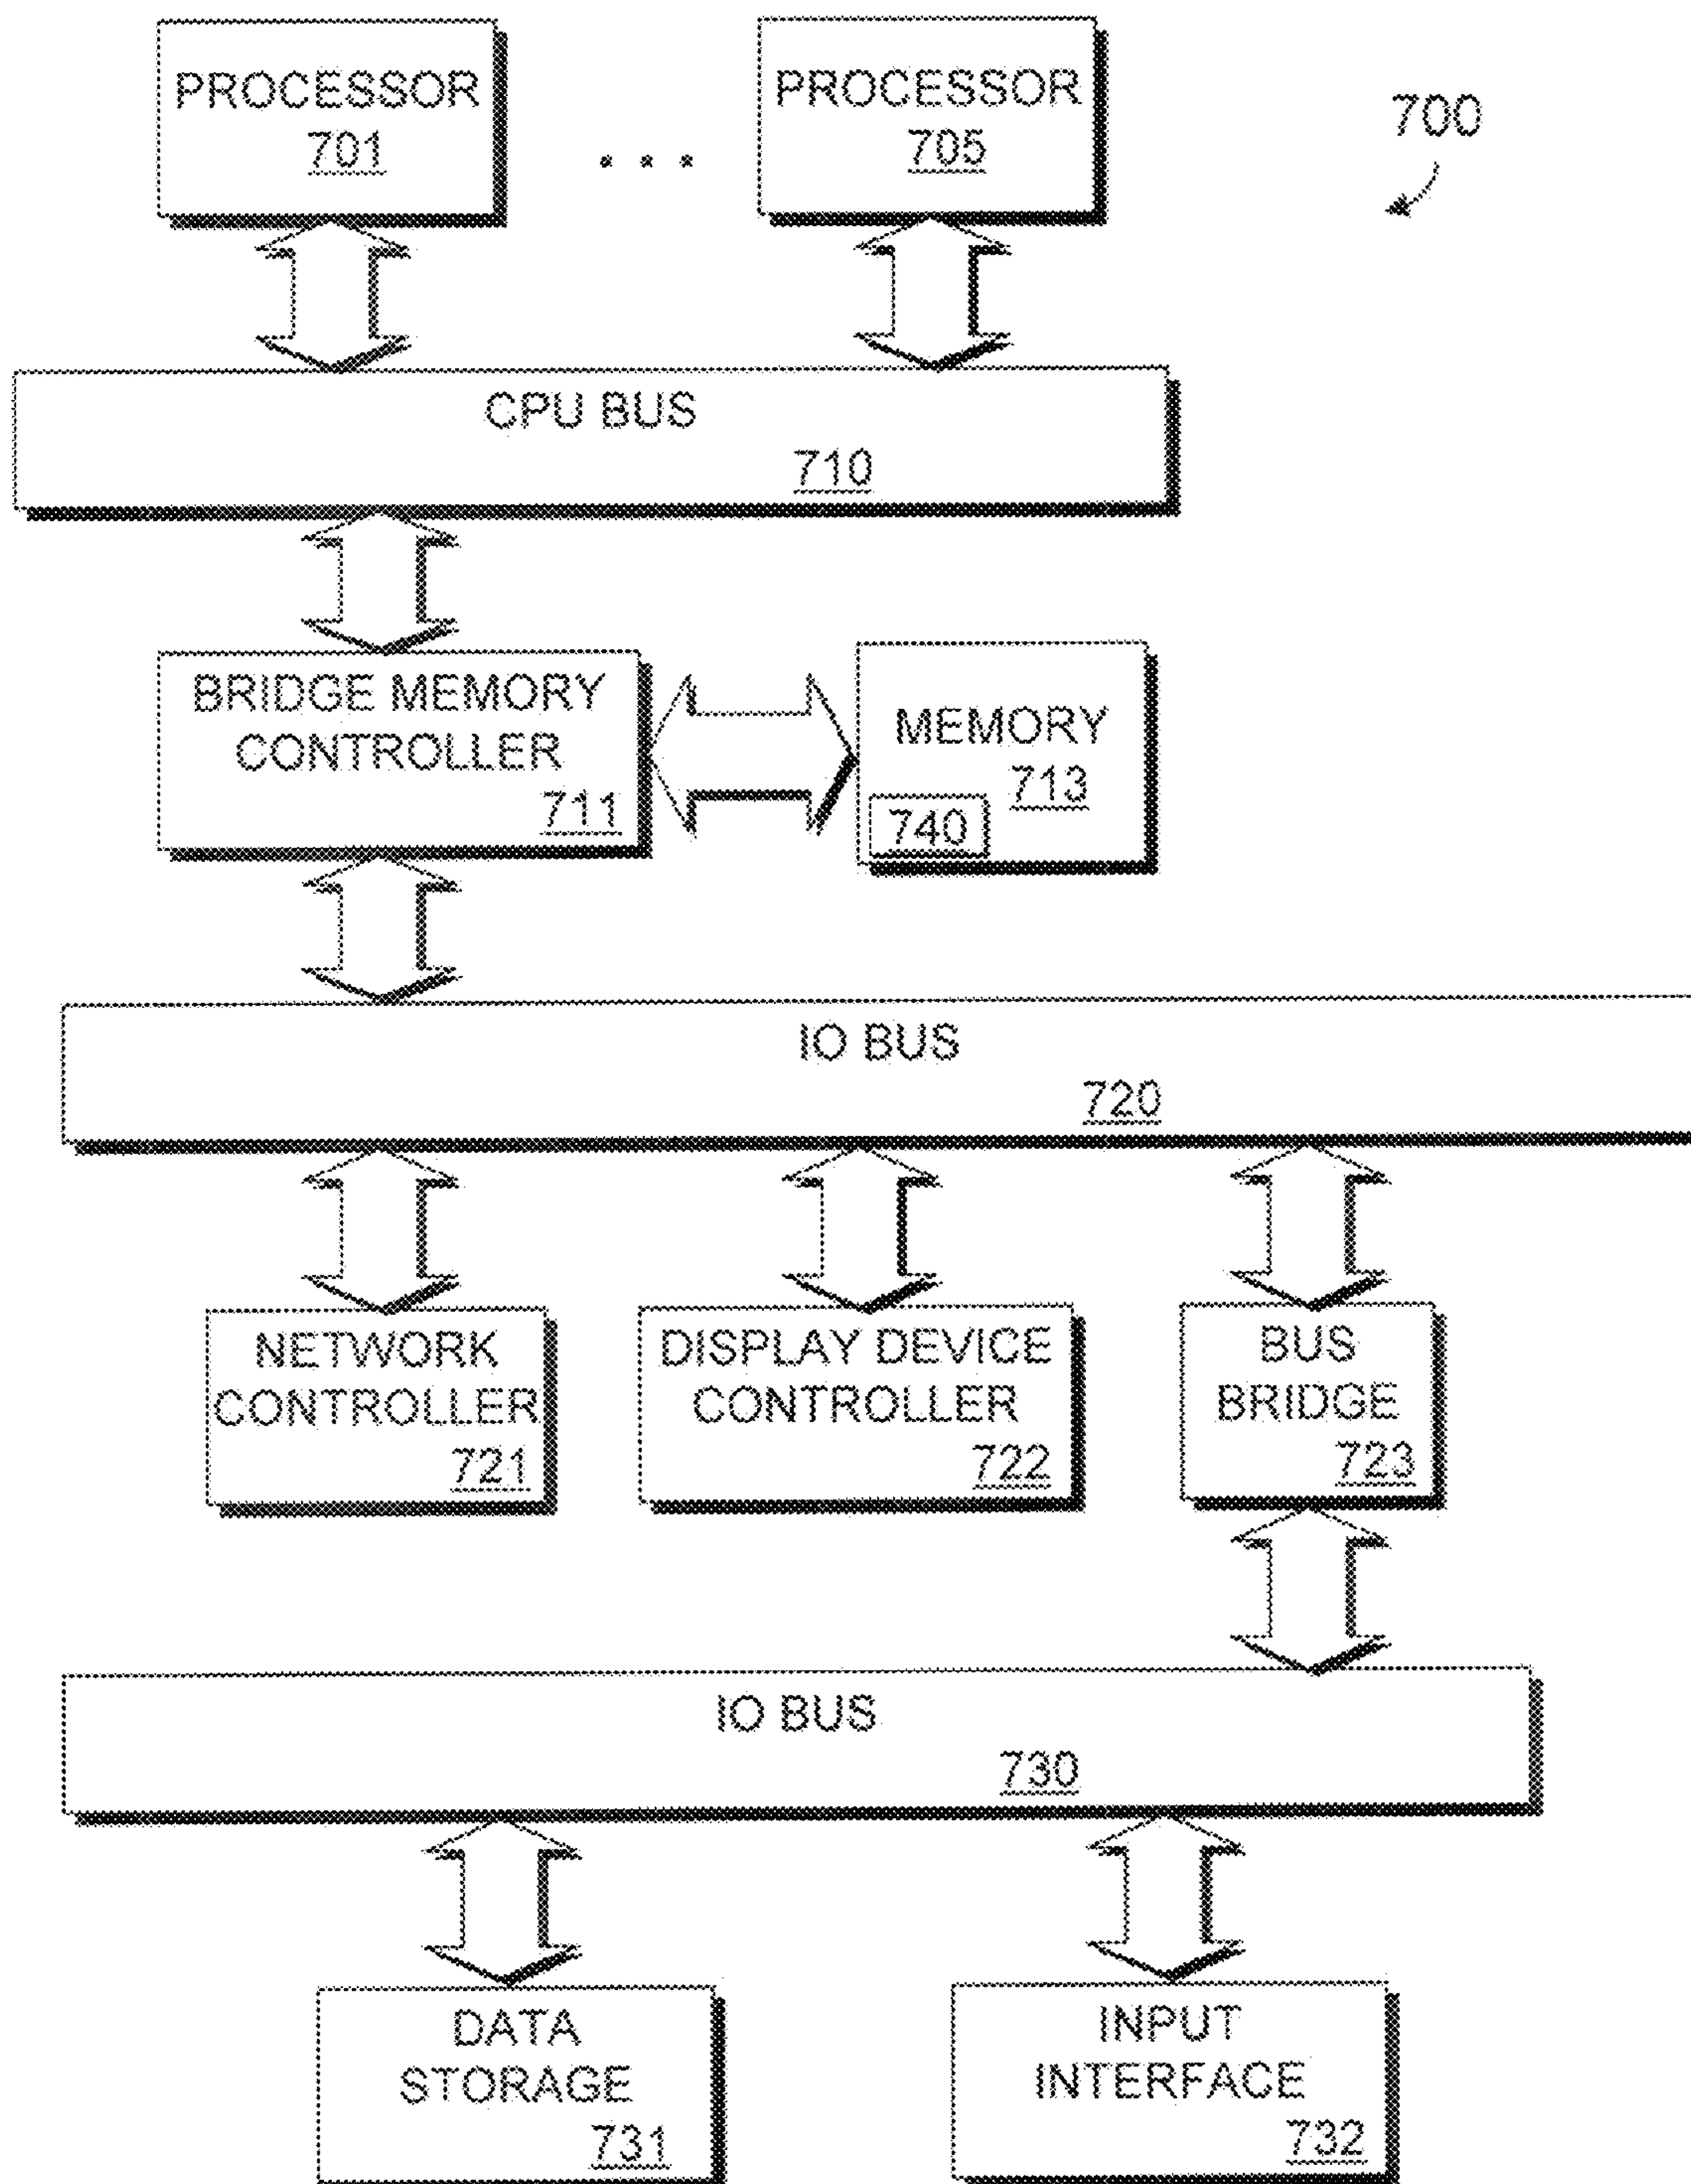 PROCESSOR
701
. . .
PROCESSOR
705
700
CPU BUS
710
BRIDGE MEMORY
CONTROLLER
711
MEMORY
713
740
IO BUS
720
NETWORK
CONTROLLER
721
DISPLAY DEVICE
CONTROLLER
722
BUS
BRIDGE
723
IO BUS
730
DATA
STORAGE
731
INPUT
INTERFACE
732